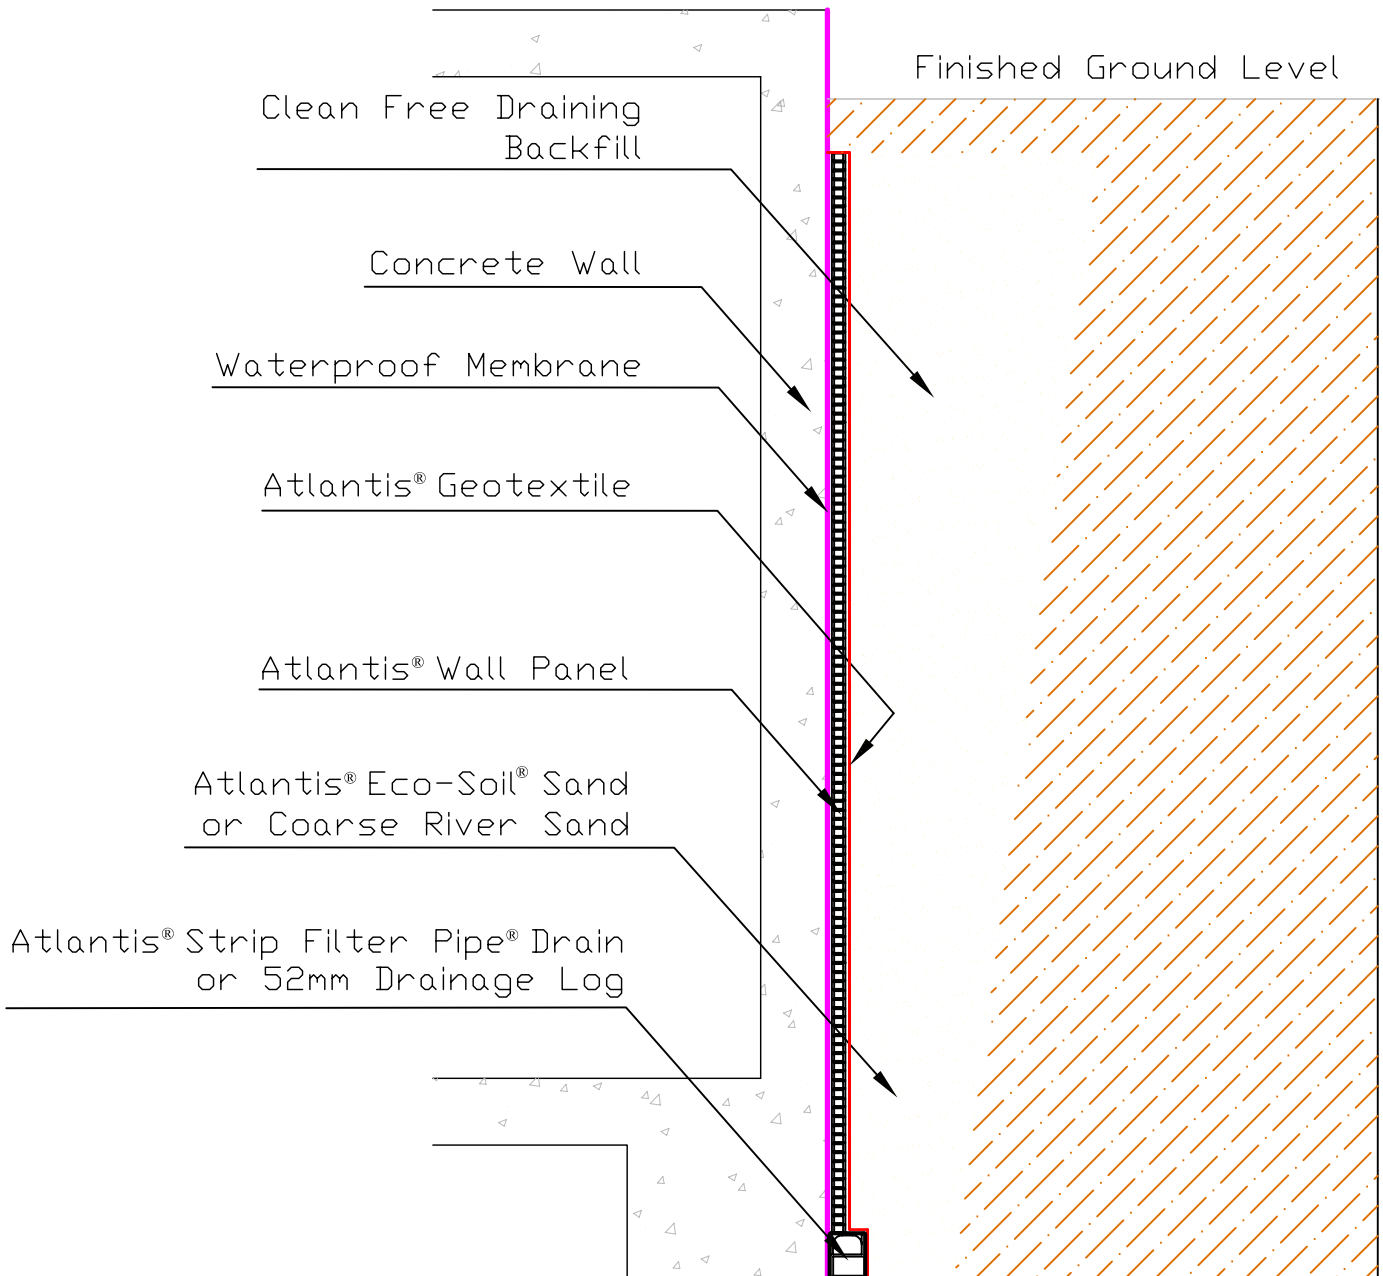 Finished Ground Level
Clean Free Draining
Backfill
Concrete Wall
Waterproof Membrane
Atlantis® Geotextile
Atlantis® Wall Panel
Atlantis® Eco-Soil® Sand
or Coarse River Sand
Atlantis® Strip Filter Pipe® Drain
or 52mm Drainage Log